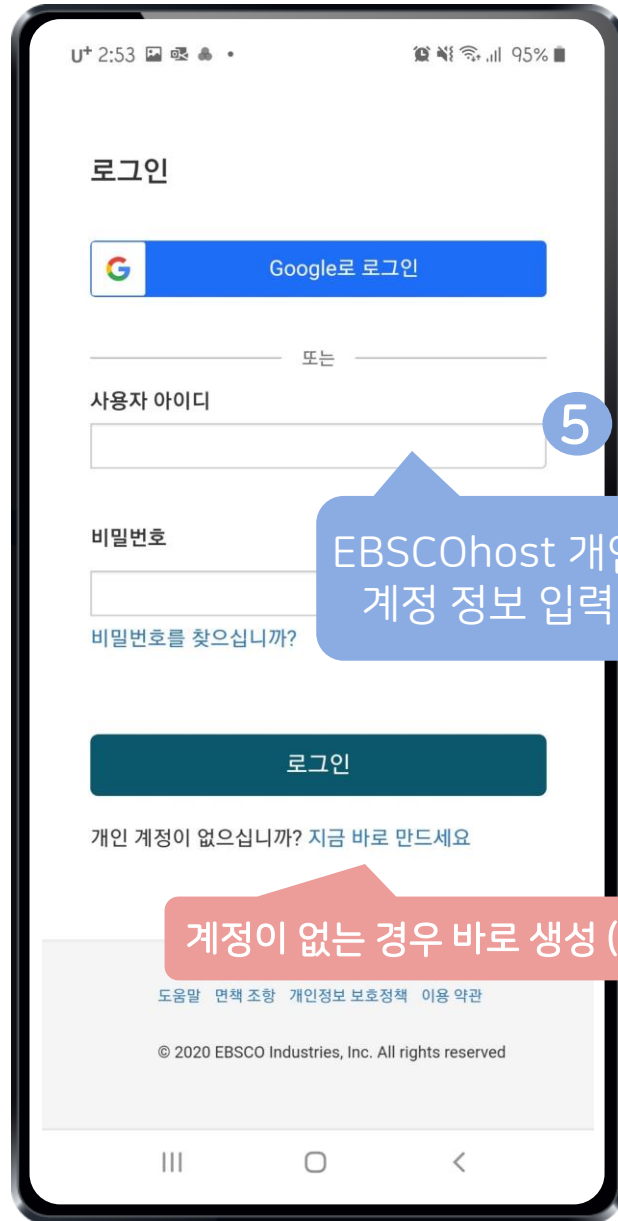 U⁺ 2:53 95%
로그인
G Google로 로그인
또는
사용자 아이디
5
비밀번호
EBSCOhost 개인
계정 정보 입력
비밀번호를 찾으십니까?
로그인
개인 계정이 없으십니까? 지금 바로 만드세요
계정이 없는 경우 바로 생성 (
도움말 면책 조항 개인정보 보호정책 이용 약관
© 2020 EBSCO Industries, Inc. All rights reserved